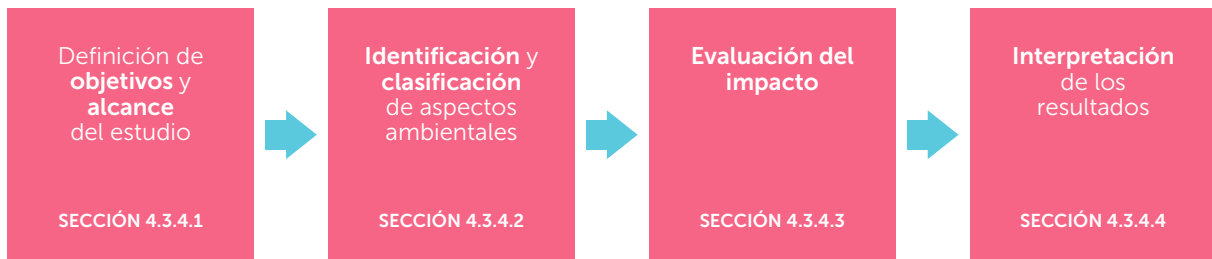 Definición de
objetivos y
alcance
del estudio
SECCIÓN 4.3.4.1
Identificación y
clasificación
de aspectos
ambientales
SECCIÓN 4.3.4.2
Evaluación del
impacto
SECCIÓN 4.3.4.3
Interpretación
de los
resultados
SECCIÓN 4.3.4.4